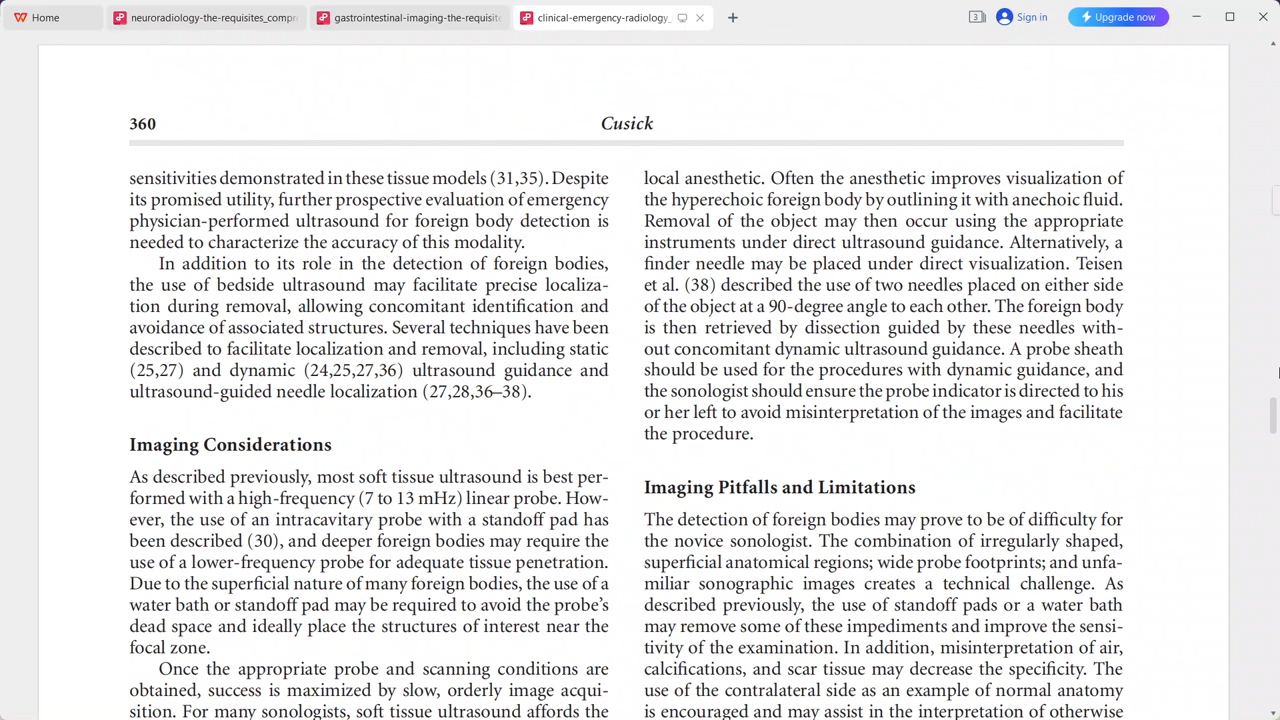 Home
neuroradiology-the-requisites_compr
gastrointestinal-imaging-the-requisite
clinical-emergency-radiology_
3
Sign in
Upgrade now
360
Cusick
sensitivities demonstrated in these tissue models (31,35). Despite
its promised utility, further prospective evaluation of emergency
physician-performed ultrasound for foreign body detection is
needed to characterize the accuracy of this modality.
In addition to its role in the detection of foreign bodies,
the use of bedside ultrasound may facilitate precise localiza-
tion during removal, allowing concomitant identification and
avoidance of associated structures. Several techniques have been
described to facilitate localization and removal, including static
(25,27) and dynamic (24,25,27,36) ultrasound guidance and
ultrasound-guided needle localization (27,28,36–38).
Imaging Considerations
As described previously, most soft tissue ultrasound is best per-
formed with a high-frequency (7 to 13 mHz) linear probe. How-
ever, the use of an intracavitary probe with a standoff pad has
been described (30), and deeper foreign bodies may require the
use of a lower-frequency probe for adequate tissue penetration.
Due to the superficial nature of many foreign bodies, the use of a
water bath or standoff pad may be required to avoid the probe's
dead space and ideally place the structures of interest near the
focal zone.
Once the appropriate probe and scanning conditions are
obtained, success is maximized by slow, orderly image acqui-
sition. For many sonologists, soft tissue ultrasound affords the
local anesthetic. Often the anesthetic improves visualization of
the hyperechoic foreign body by outlining it with anechoic fluid.
Removal of the object may then occur using the appropriate
instruments under direct ultrasound guidance. Alternatively, a
finder needle may be placed under direct visualization. Teisen
et al. (38) described the use of two needles placed on either side
of the object at a 90-degree angle to each other. The foreign body
is then retrieved by dissection guided by these needles with-
out concomitant dynamic ultrasound guidance. A probe sheath
should be used for the procedures with dynamic guidance, and
the sonologist should ensure the probe indicator is directed to his
or her left to avoid misinterpretation of the images and facilitate
the procedure.
Imaging Pitfalls and Limitations
The detection of foreign bodies may prove to be of difficulty for
the novice sonologist. The combination of irregularly shaped,
superficial anatomical regions; wide probe footprints; and unfa-
miliar sonographic images creates a technical challenge. As
described previously, the use of standoff pads or a water bath
may remove some of these impediments and improve the sensi-
tivity of the examination. In addition, misinterpretation of air,
calcifications, and scar tissue may decrease the specificity. The
use of the contralateral side as an example of normal anatomy
is encouraged and may assist in the interpretation of otherwise